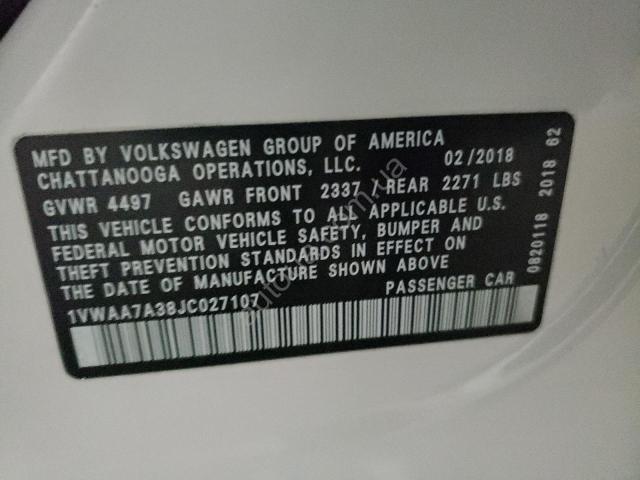 MFD BY VOLKSWAGEN GROUP OF AMERICA
CHATTANOOGA OPERATIONS, LLC. 02/2018
GVWR 4497 GAWR FRONT 2337 / REAR 2271 LBS
THIS VEHICLE CONFORMS TO ALL APPLICABLE U.S.
FEDERAL MOTOR VEHICLE SAFETY, BUMPER AND
THEFT PREVENTION STANDARDS IN EFFECT ON
THE DATE OF MANUFACTURE SHOWN ABOVE
1VWAA7A38JC027107 PASSENGER CAR
0820118 2018 62